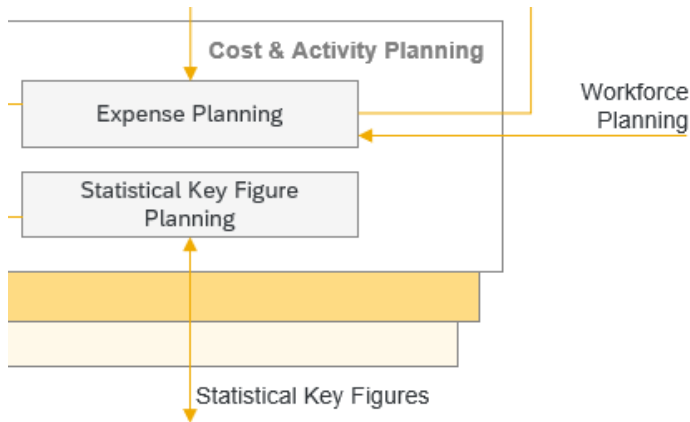 Cost & Activity Planning
Expense Planning
Workforce
Planning
Statistical Key Figure
Planning
Statistical Key Figures